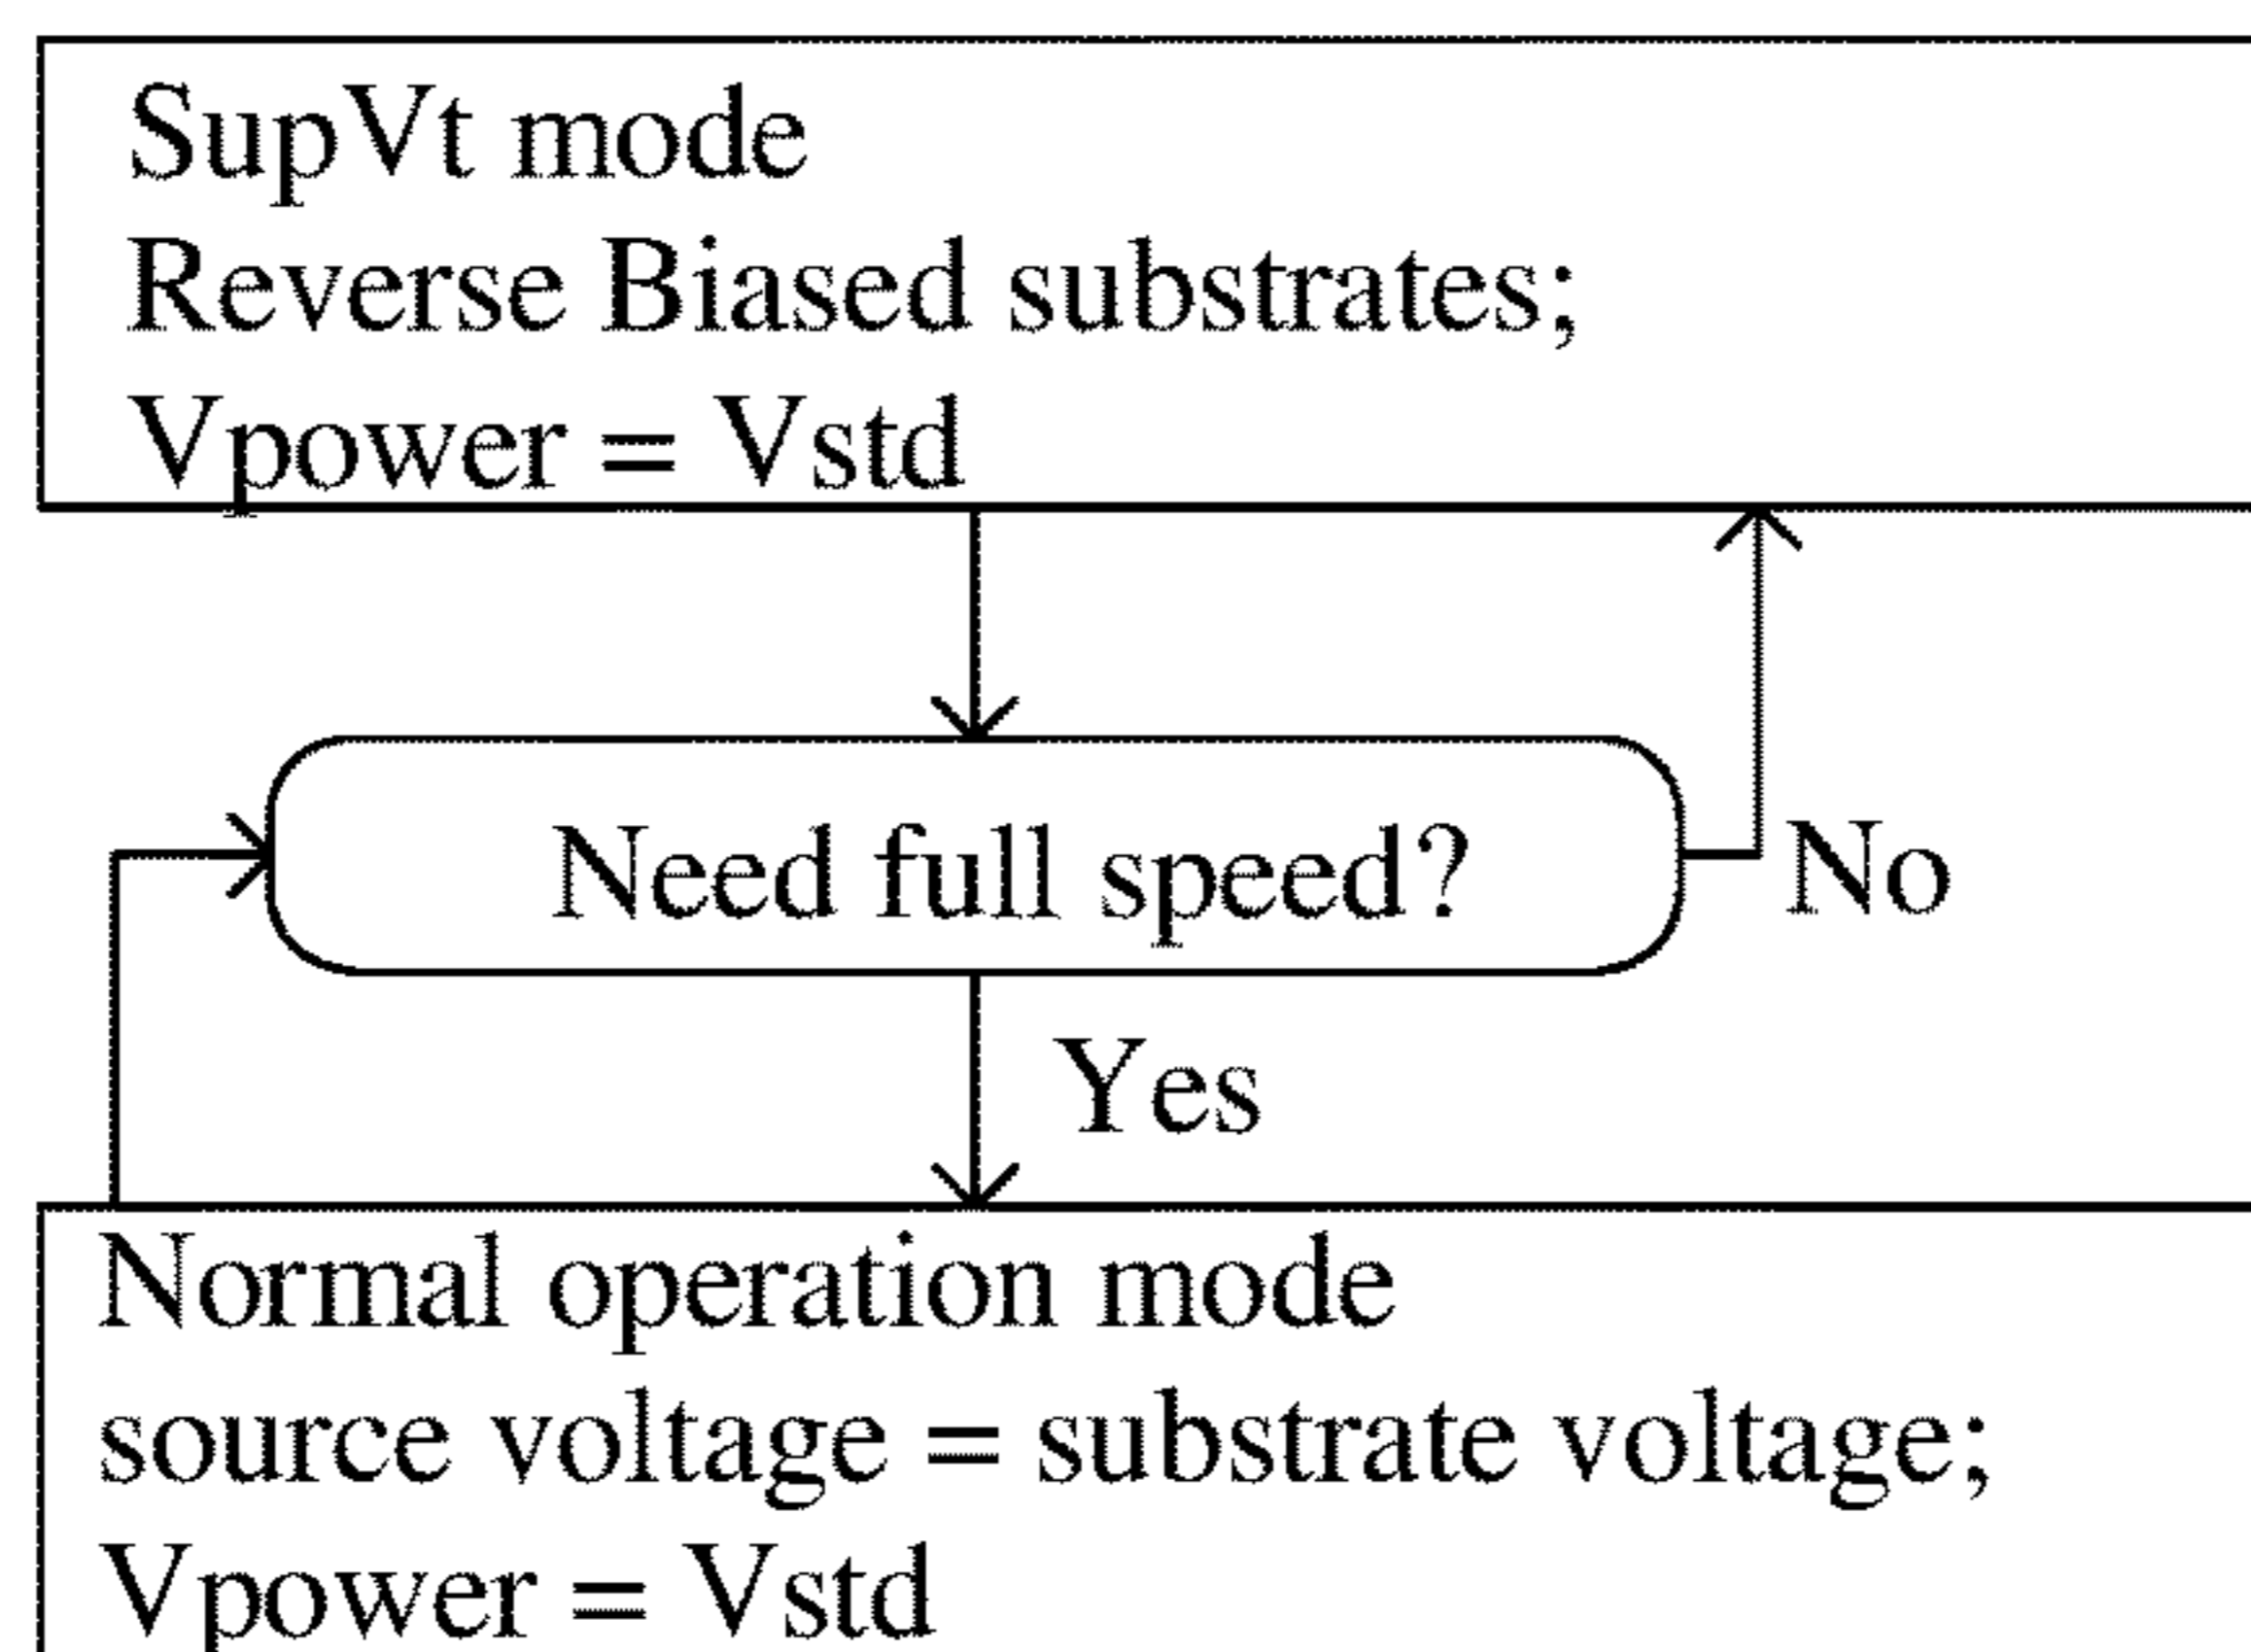 SupVt mode
Reverse Biased substrates;
Vpower = Vstd
Need full speed?
No
Yes
Normal operation mode
source voltage = substrate voltage;
Vpower = Vstd